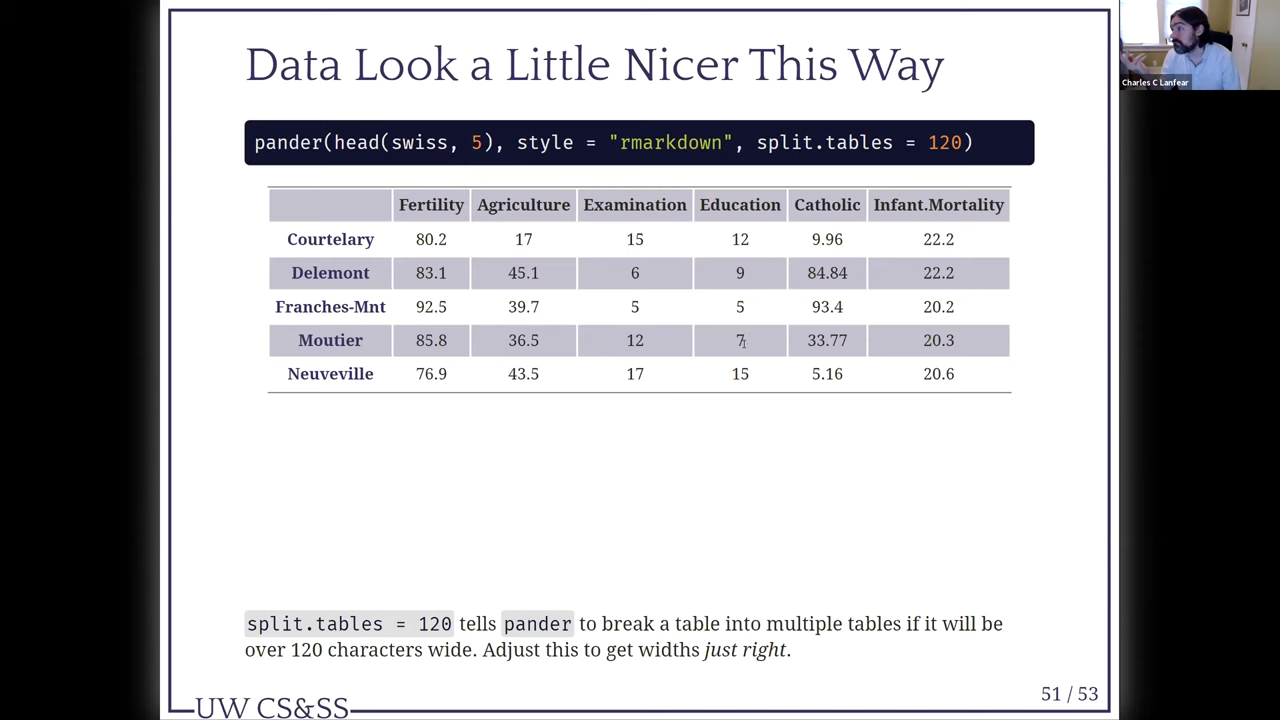 Data Look a Little Nicer This Way
Charles C Lanfear
pander(head(swiss, 5), style = "rmarkdown", split.tables = 120)
Fertility Agriculture Examination Education Catholic Infant.Mortality
Courtelary 80.2 17 15 12 9.96 22.2
Delemont 83.1 45.1 6 9 84.84 22.2
Franches-Mnt 92.5 39.7 5 5 93.4 20.2
Moutier 85.8 36.5 12 7 33.77 20.3
Neuveville 76.9 43.5 17 15 5.16 20.6
split.tables = 120 tells pander to break a table into multiple tables if it will be
over 120 characters wide. Adjust this to get widths just right.
51 / 53
UW CS&SS